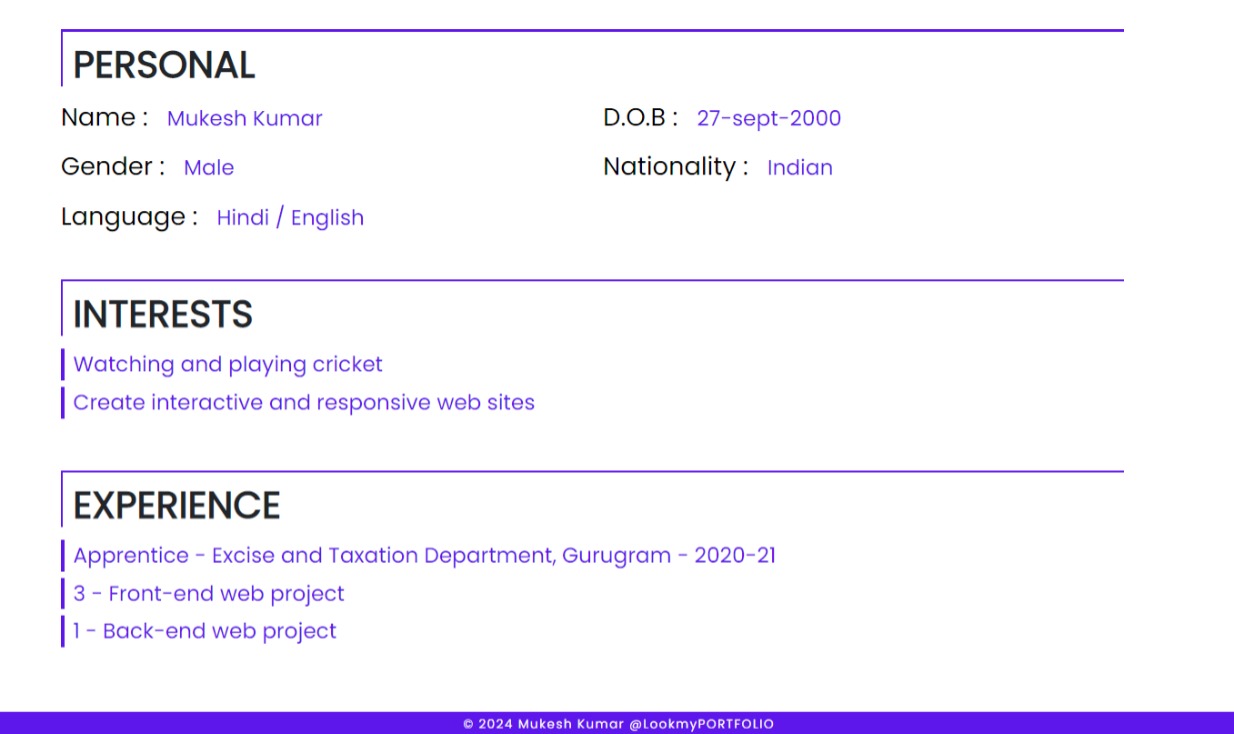 PERSONAL
Name : Mukesh Kumar D.O.B : 27-sept-2000
Gender : Male Nationality : Indian
Language : Hindi / English
INTERESTS
Watching and playing cricket
Create interactive and responsive web sites
EXPERIENCE
Apprentice - Excise and Taxation Department, Gurugram - 2020-21
3 - Front-end web project
1 - Back-end web project
© 2024 Mukesh Kumar @LookmyPORTFOLIO